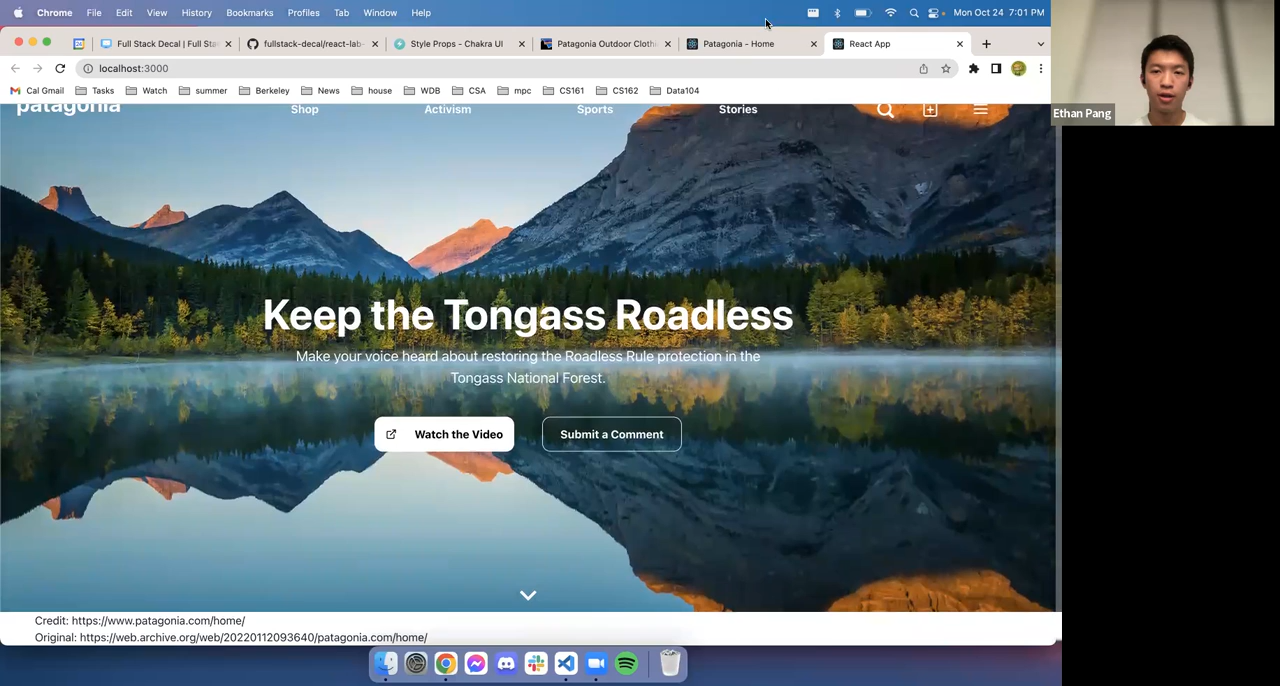 Chrome File Edit View History Bookmarks Profiles Tab Window Help Mon Oct 24 7:01 PM
Full Stack Decal | Full Sta fullstack-decal/react-lab- Style Props - Chakra UI Patagonia Outdoor Clothi Patagonia - Home React App
localhost:3000
Cal Gmail Tasks Watch summer Berkeley News house WDB CSA mpc CS161 CS162 Data104
Ethan Pang
patagonia Shop Activism Sports Stories
Keep the Tongass Roadless
Make your voice heard about restoring the Roadless Rule protection in the
Tongass National Forest.
Watch the Video Submit a Comment
Credit: https://www.patagonia.com/home/
Original: https://web.archive.org/web/20220112093640/patagonia.com/home/